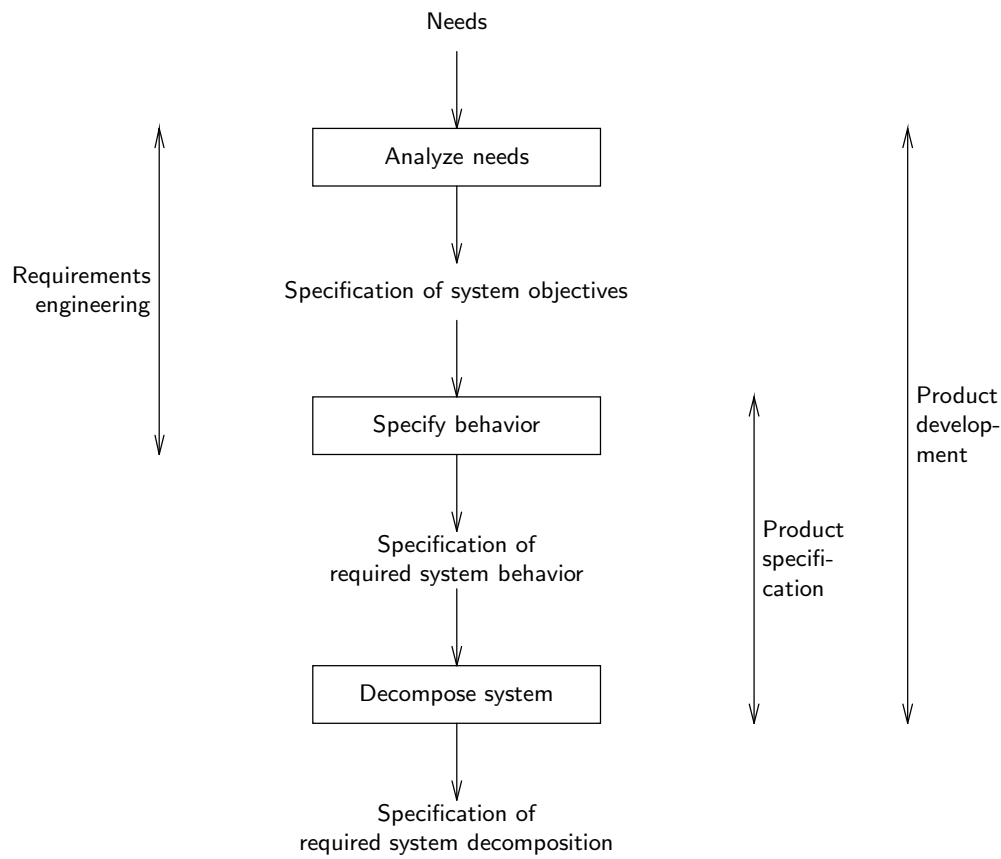 Needs
Analyze needs
Requirements
engineering
Specification of system objectives
Specify behavior
Product
develop-
ment
Specification of
required system behavior
Product
specifi-
cation
Decompose system
Specification of
required system decomposition